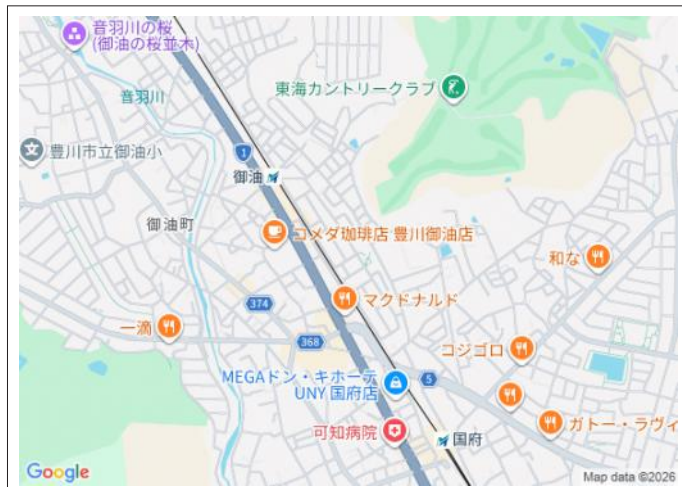 音羽川の桜
(御油の桜並木)
音羽川
東海カントリークラブ
豊川市立御油小
1
御油
御油町
コメダ珈琲店 豊川御油店
和な
374
マクドナルド
一滴
368
コジゴロ
MEGAドン・キホーテ
UNY 国府店
5
ガトー・ラヴィ
可知病院
国府
Google
Map data ©2026